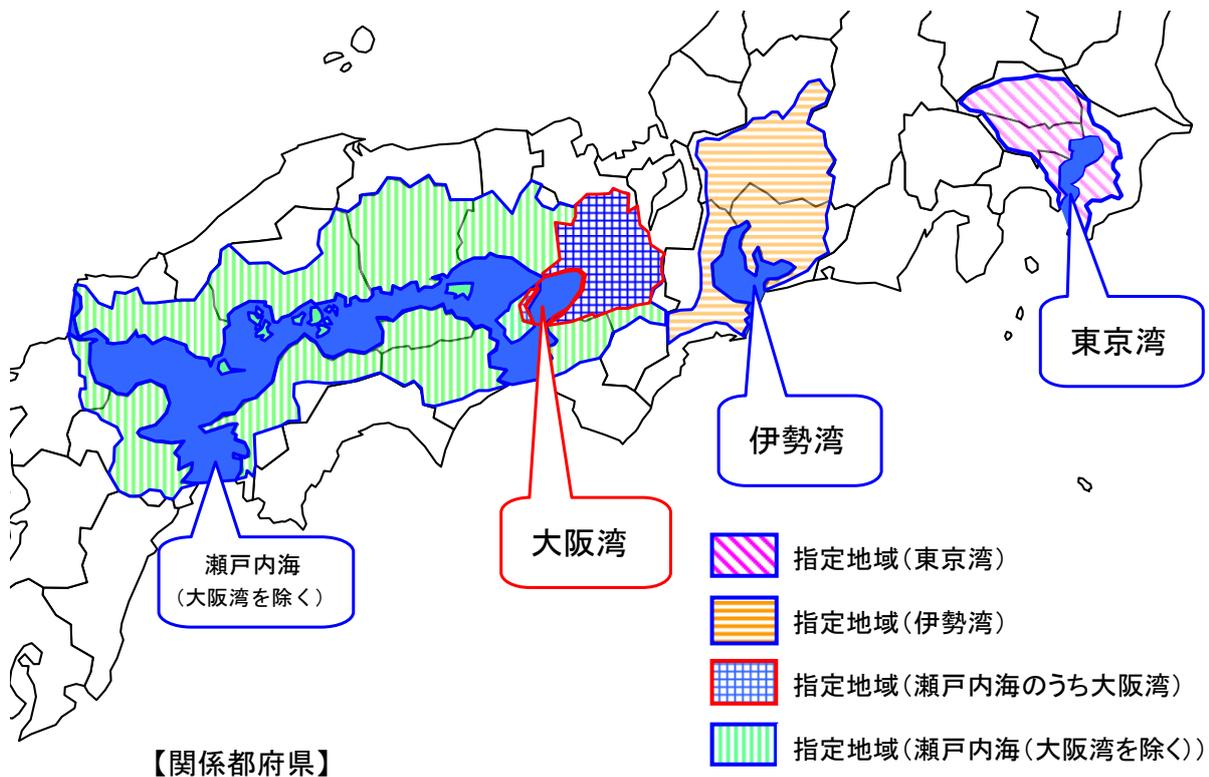 東京湾
伊勢湾
大阪湾
瀬戸内海
（大阪湾を除く）
指定地域（東京湾）
指定地域（伊勢湾）
指定地域（瀬戸内海のうち大阪湾）
指定地域（瀬戸内海（大阪湾を除く））
【関係都府県】